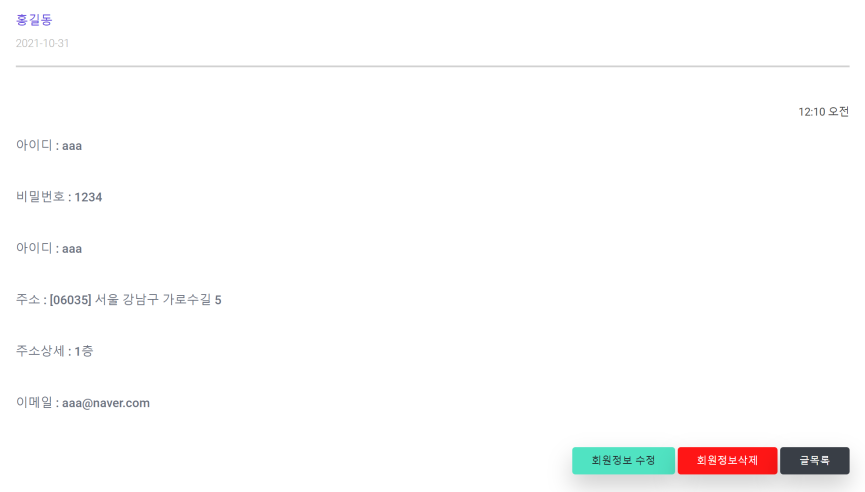 홍길동
2021-10-31
12:10 오전
아이디 : aaa
비밀번호 : 1234
아이디 : aaa
주소 : [06035] 서울 강남구 가로수길 5
주소상세 : 1층
이메일 : aaa@naver.com
회원정보 수정 회원정보삭제 글목록